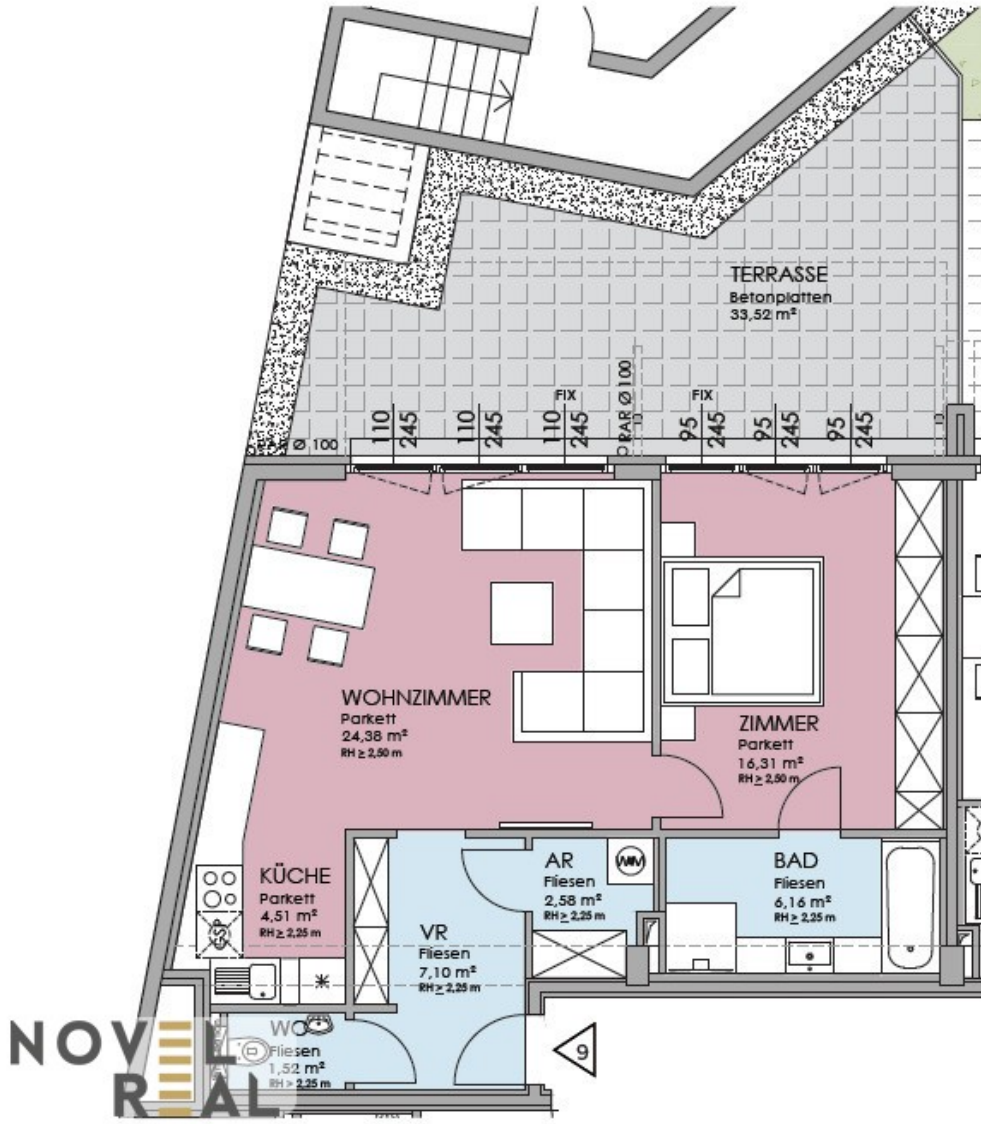 TERRASSE
Betonplatten
33,52 m²
FIX
FIX
Ø 100
110
245
110
245
110
245
ORAR Ø 100
95
245
95
245
95
245
WOHNZIMMER
Parkett
24,38 m²
RH ≥ 2,50 m
ZIMMER
Parkett
16,31 m²
RH ≥ 2,50 m
KÜCHE
Parkett
4,51 m²
RH ≥ 2,25 m
GSP
AR
Fliesen
2,58 m²
RH ≥ 2,25 m
WM
BAD
Fliesen
6,16 m²
RH ≥ 2,25 m
VR
Fliesen
7,10 m²
RH ≥ 2,25 m
WC
Fliesen
1,52 m²
RH ≥ 2,25 m
9
NOVEL
REAL